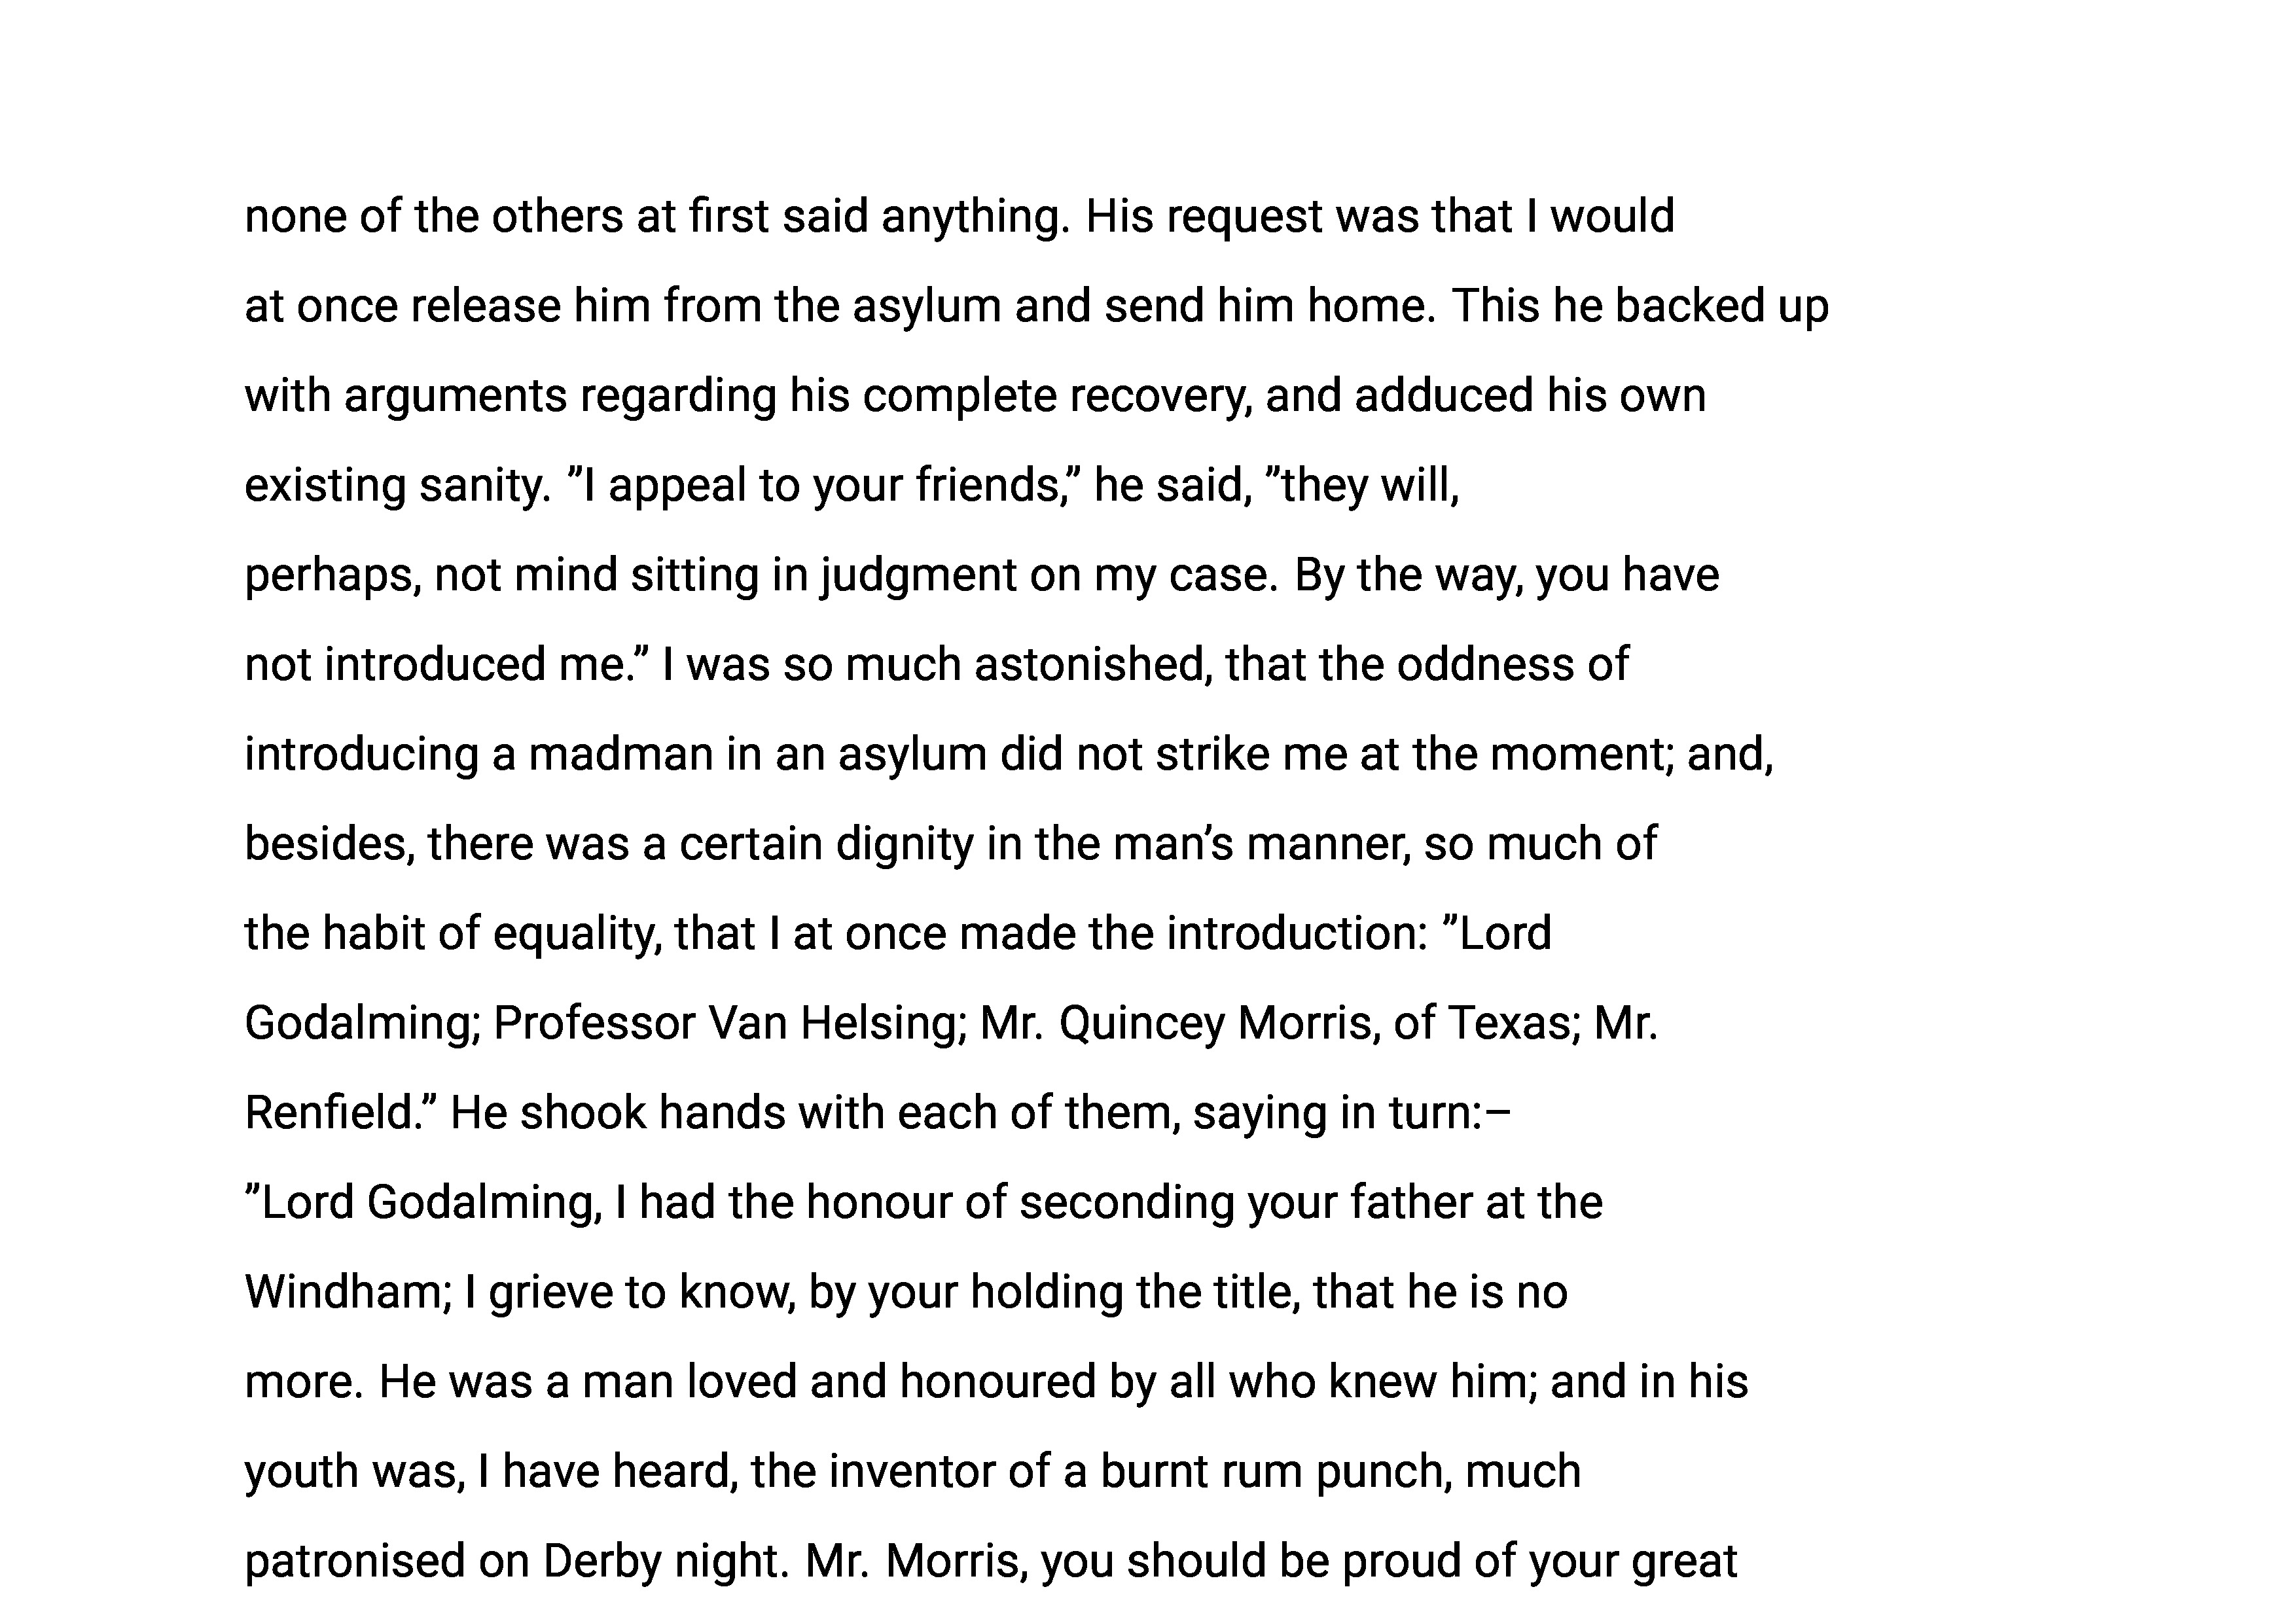 none of the others at first said anything. His request was that I would
at once release him from the asylum and send him home. This he backed up
with arguments regarding his complete recovery, and adduced his own
existing sanity. ”I appeal to your friends,” he said, ”they will,
perhaps, not mind sitting in judgment on my case. By the way, you have
not introduced me.” I was so much astonished, that the oddness of
introducing a madman in an asylum did not strike me at the moment; and,
besides, there was a certain dignity in the man’s manner, so much of
the habit of equality, that I at once made the introduction: ”Lord
Godalming; Professor Van Helsing; Mr. Quincey Morris, of Texas; Mr.
Renfield.” He shook hands with each of them, saying in turn:–
”Lord Godalming, I had the honour of seconding your father at the
Windham; I grieve to know, by your holding the title, that he is no
more. He was a man loved and honoured by all who knew him; and in his
youth was, I have heard, the inventor of a burnt rum punch, much
patronised on Derby night. Mr. Morris, you should be proud of your great